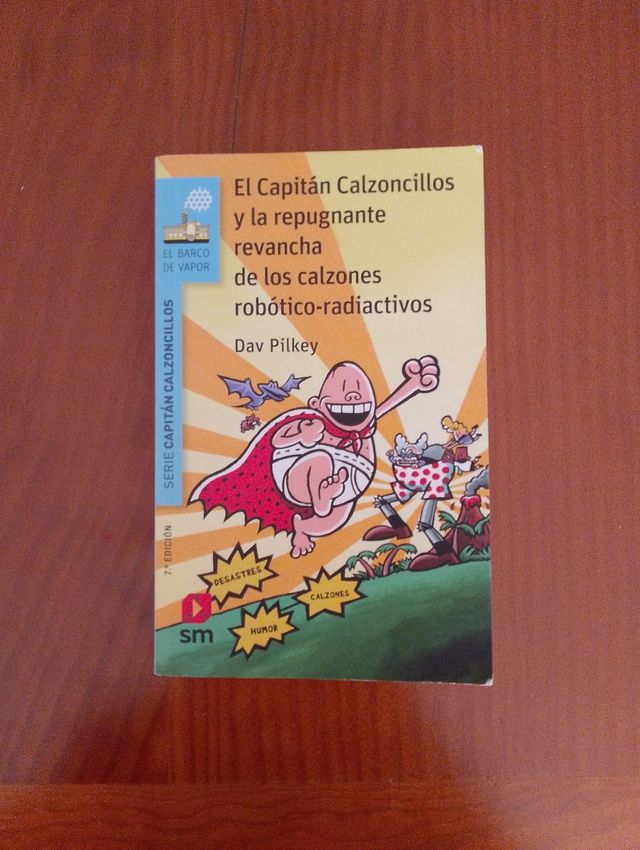 El Capitán Calzoncillos
y la repugnante
revancha
de los calzones
robótico-radiactivos
Dav Pilkey
EL BARCO
DE VAPOR
SERIE CAPITÁN CALZONCILLOS
7.ª EDICIÓN
DESASTRES
CALZONES
HUMOR
sm